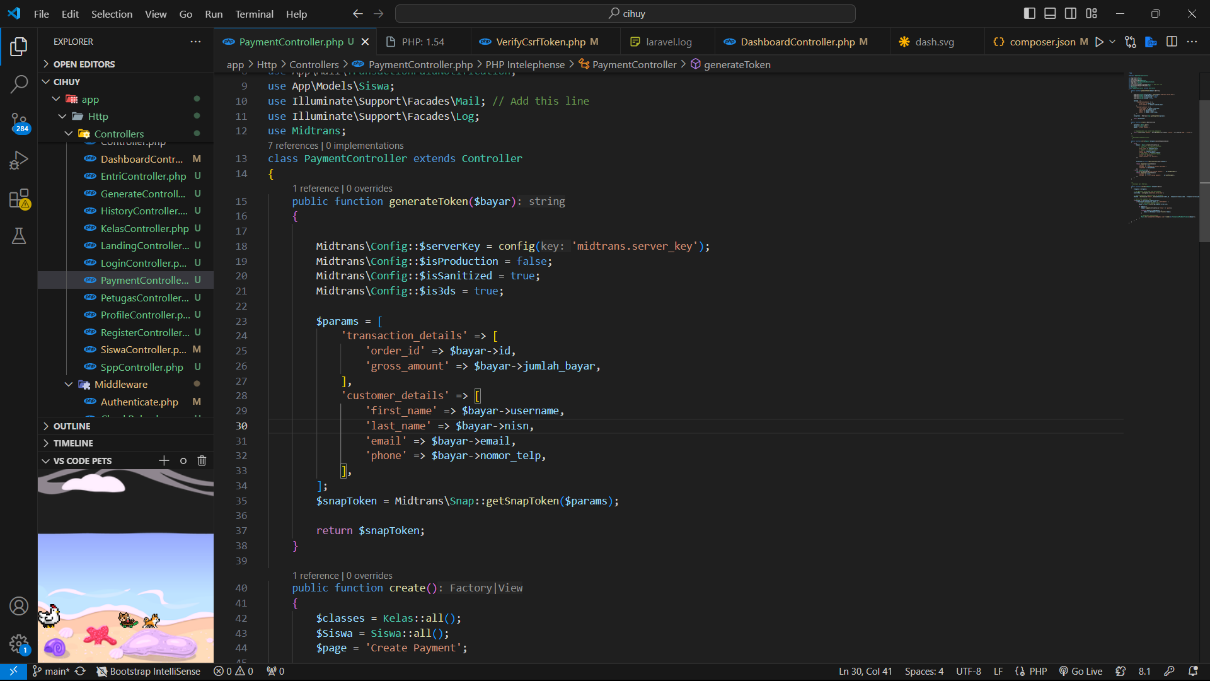 File Edit Selection View Go Run Terminal Help
cihuy
EXPLORER
PaymentController.php U
PHP: 1.54
VerifyCsrfToken.php M
laravel.log
DashboardController.php M
dash.svg
composer.json M
app > Http > Controllers > PaymentController.php > PHP Intelephense > PaymentController > generateToken
OPEN EDITORS
CIHUY
app
Http
Controllers
Controller.php
DashboardContr... M
EntriController.php U
GenerateControll... U
HistoryController.... U
KelasController.php U
LandingController... U
LoginController.p... U
PaymentControlle... U
PetugasController... U
ProfileController.p... U
RegisterController... U
SiswaController.p... M
SppController.php U
Middleware
Authenticate.php M
OUTLINE
TIMELINE
VS CODE PETS
284
1
9 use App\Models\Siswa;
10 use Illuminate\Support\Facades\Mail; // Add this line
11 use Illuminate\Support\Facades\Log;
12 use Midtrans;
7 references | 0 implementations
13 class PaymentController extends Controller
14 {
1 reference | 0 overrides
15 public function generateToken($bayar): string
16 {
17
18 Midtrans\Config::$serverKey = config(key: 'midtrans.server_key');
19 Midtrans\Config::$isProduction = false;
20 Midtrans\Config::$isSanitized = true;
21 Midtrans\Config::$is3ds = true;
22
23 $params = [
24 'transaction_details' => [
25 'order_id' => $bayar->id,
26 'gross_amount' => $bayar->jumlah_bayar,
27 ],
28 'customer_details' => [
29 'first_name' => $bayar->username,
30 'last_name' => $bayar->nisn,
31 'email' => $bayar->email,
32 'phone' => $bayar->nomor_telp,
33 ],
34 ];
35 $snapToken = Midtrans\Snap::getSnapToken($params);
36
37 return $snapToken;
38 }
39
1 reference | 0 overrides
40 public function create(): Factory|View
41 {
42 $classes = Kelas::all();
43 $Siswa = Siswa::all();
44 $page = 'Create Payment';
main* Bootstrap IntelliSense 0 0 0
Ln 30, Col 41 Spaces: 4 UTF-8 LF PHP Go Live 8.1